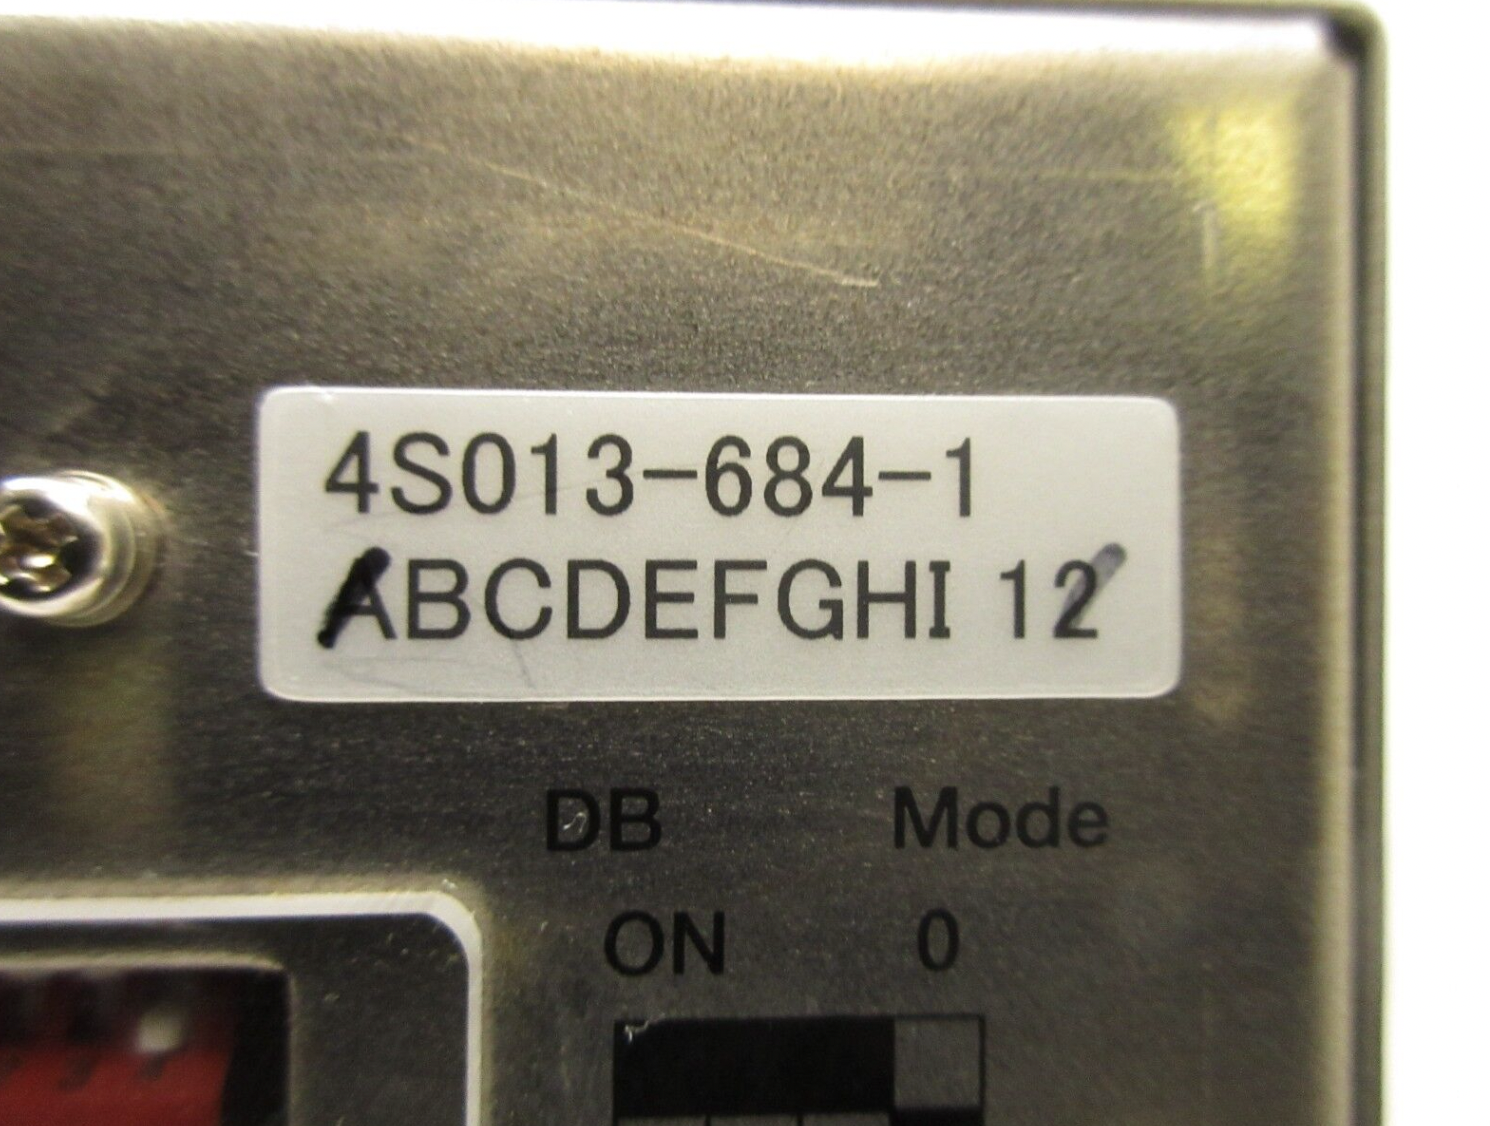 4S013-684-1
ABCDEFGHI 12
DB Mode
ON 0